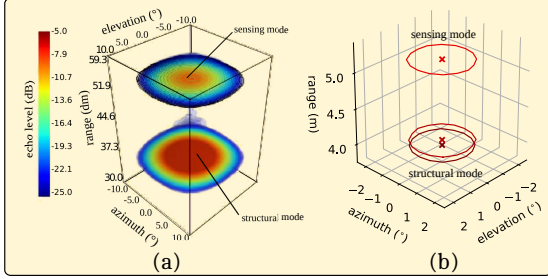 echo level (dB)
-5.0
-7.9
-10.7
-13.6
-16.4
-19.3
-22.1
-25.0
elevation (°)
-10.0
-5.0
0.0
5.0
10.0
59.3
51.9
44.6
37.3
30.0
range (dm)
-10.0
-5.0
0.0
5.0
10.0
azimuth (°)
sensing mode
structural mode
(a)
sensing mode
structural mode
range (m)
5.0
4.5
4.0
−2
−1
0
1
2
azimuth (°)
2
1
0
−1
−2
elevation (°)
(b)